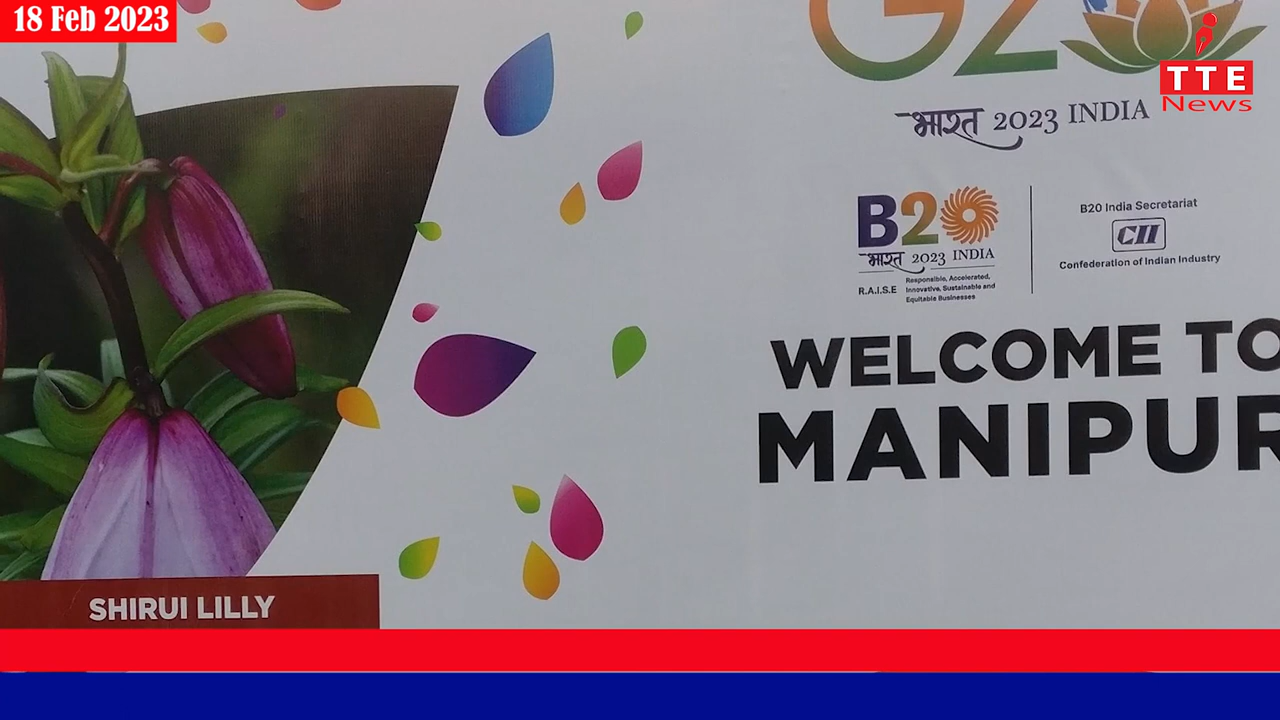 18 Feb 2023
G20
भारत 2023 INDIA
TTE
News
B20
भारत 2023 INDIA
R.A.I.S.E
Responsible, Accelerated,
Innovative, Sustainable and
Equitable Businesses
B20 India Secretariat
CII
Confederation of Indian Industry
WELCOME TO
MANIPUR
SHIRUI LILLY